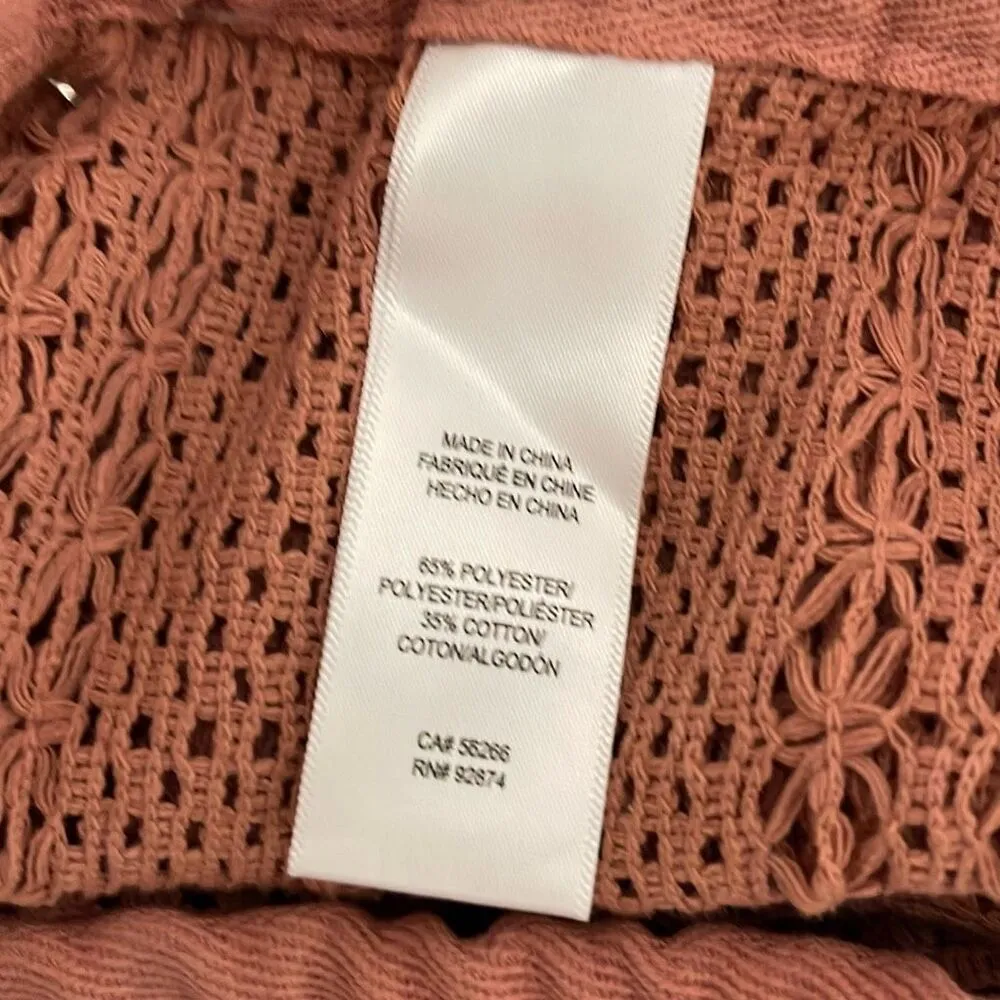 MADE IN CHINA
FABRIQUÉ EN CHINE
HECHO EN CHINA
65% POLYESTER/
POLYESTER/POLIÉSTER
35% COTTON/
COTON/ALGODÓN
CA# 56266
RN# 92874